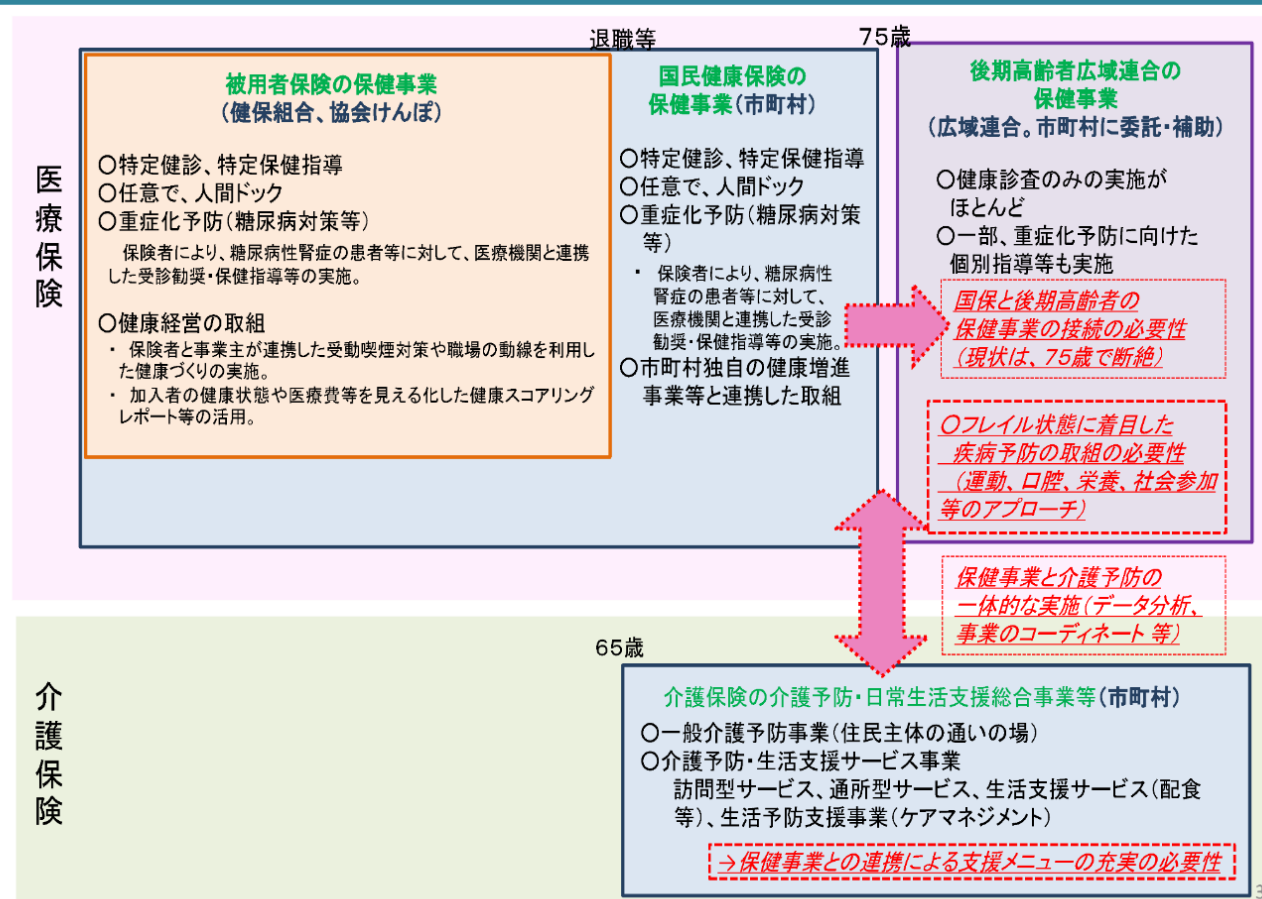 医療保険
退職等
75歳
被用者保険の保健事業
(健保組合、協会けんぽ)
○特定健診、特定保健指導
○任意で、人間ドック
○重症化予防(糖尿病対策等)
保険者により、糖尿病性腎症の患者等に対して、医療機関と連携
した受診勧奨・保健指導等の実施。
○健康経営の取組
・ 保険者と事業主が連携した受動喫煙対策や職場の動線を利用し
た健康づくりの実施。
・ 加入者の健康状態や医療費等を見える化した健康スコアリング
レポート等の活用。
国民健康保険の
保健事業(市町村)
○特定健診、特定保健指導
○任意で、人間ドック
○重症化予防(糖尿病対策
等)
・ 保険者により、糖尿病性
腎症の患者等に対して、
医療機関と連携した受診
勧奨・保健指導等の実施。
○市町村独自の健康増進
事業等と連携した取組
後期高齢者広域連合の
保健事業
(広域連合。市町村に委託・補助)
○健康診査のみの実施が
ほとんど
○一部、重症化予防に向けた
個別指導等も実施
国保と後期高齢者の
保健事業の接続の必要性
(現状は、75歳で断絶)
○フレイル状態に着目した
疾病予防の取組の必要性
(運動、口腔、栄養、社会参加
等のアプローチ)
保健事業と介護予防の
一体的な実施(データ分析、
事業のコーディネート 等)
介護保険
65歳
介護保険の介護予防・日常生活支援総合事業等(市町村)
○一般介護予防事業(住民主体の通いの場)
○介護予防・生活支援サービス事業
訪問型サービス、通所型サービス、生活支援サービス(配食
等)、生活予防支援事業(ケアマネジメント)
→保健事業との連携による支援メニューの充実の必要性
3